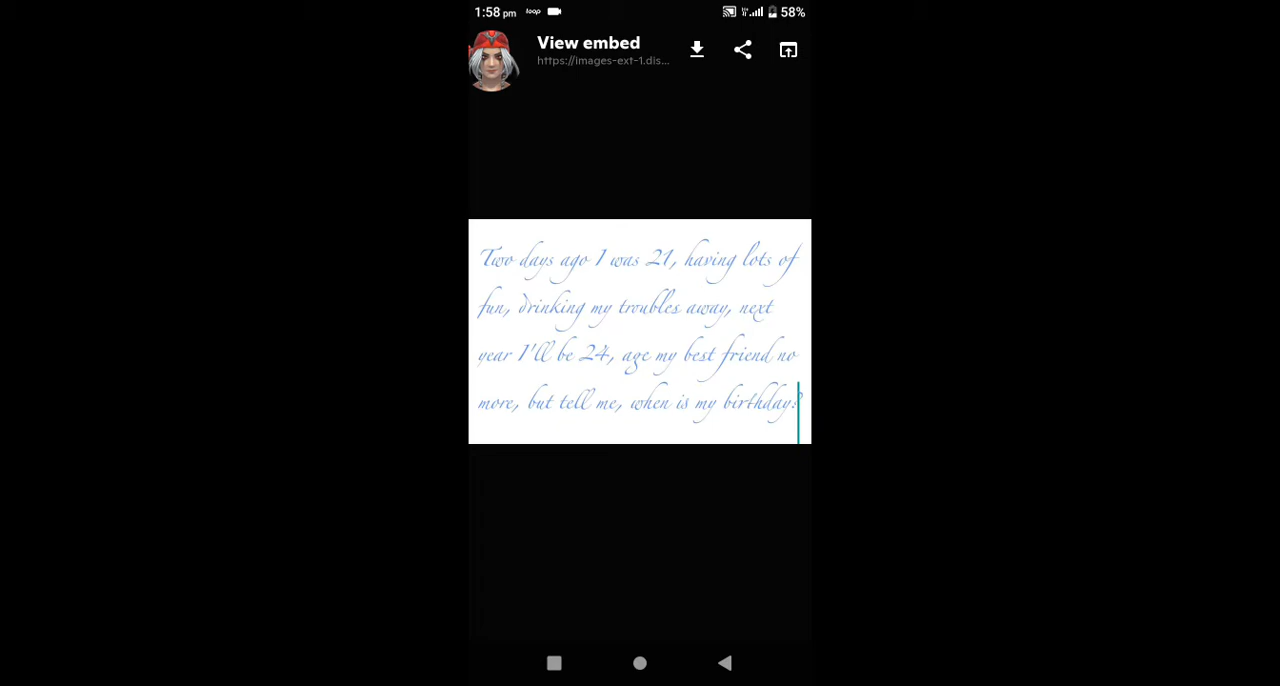 1:58 pm loop 58%
View embed
https://images-ext-1.dis...
Two days ago I was 21, having lots of
fun, drinking my troubles away, next
year I'll be 24, age my best friend no
more, but tell me, when is my birthday?